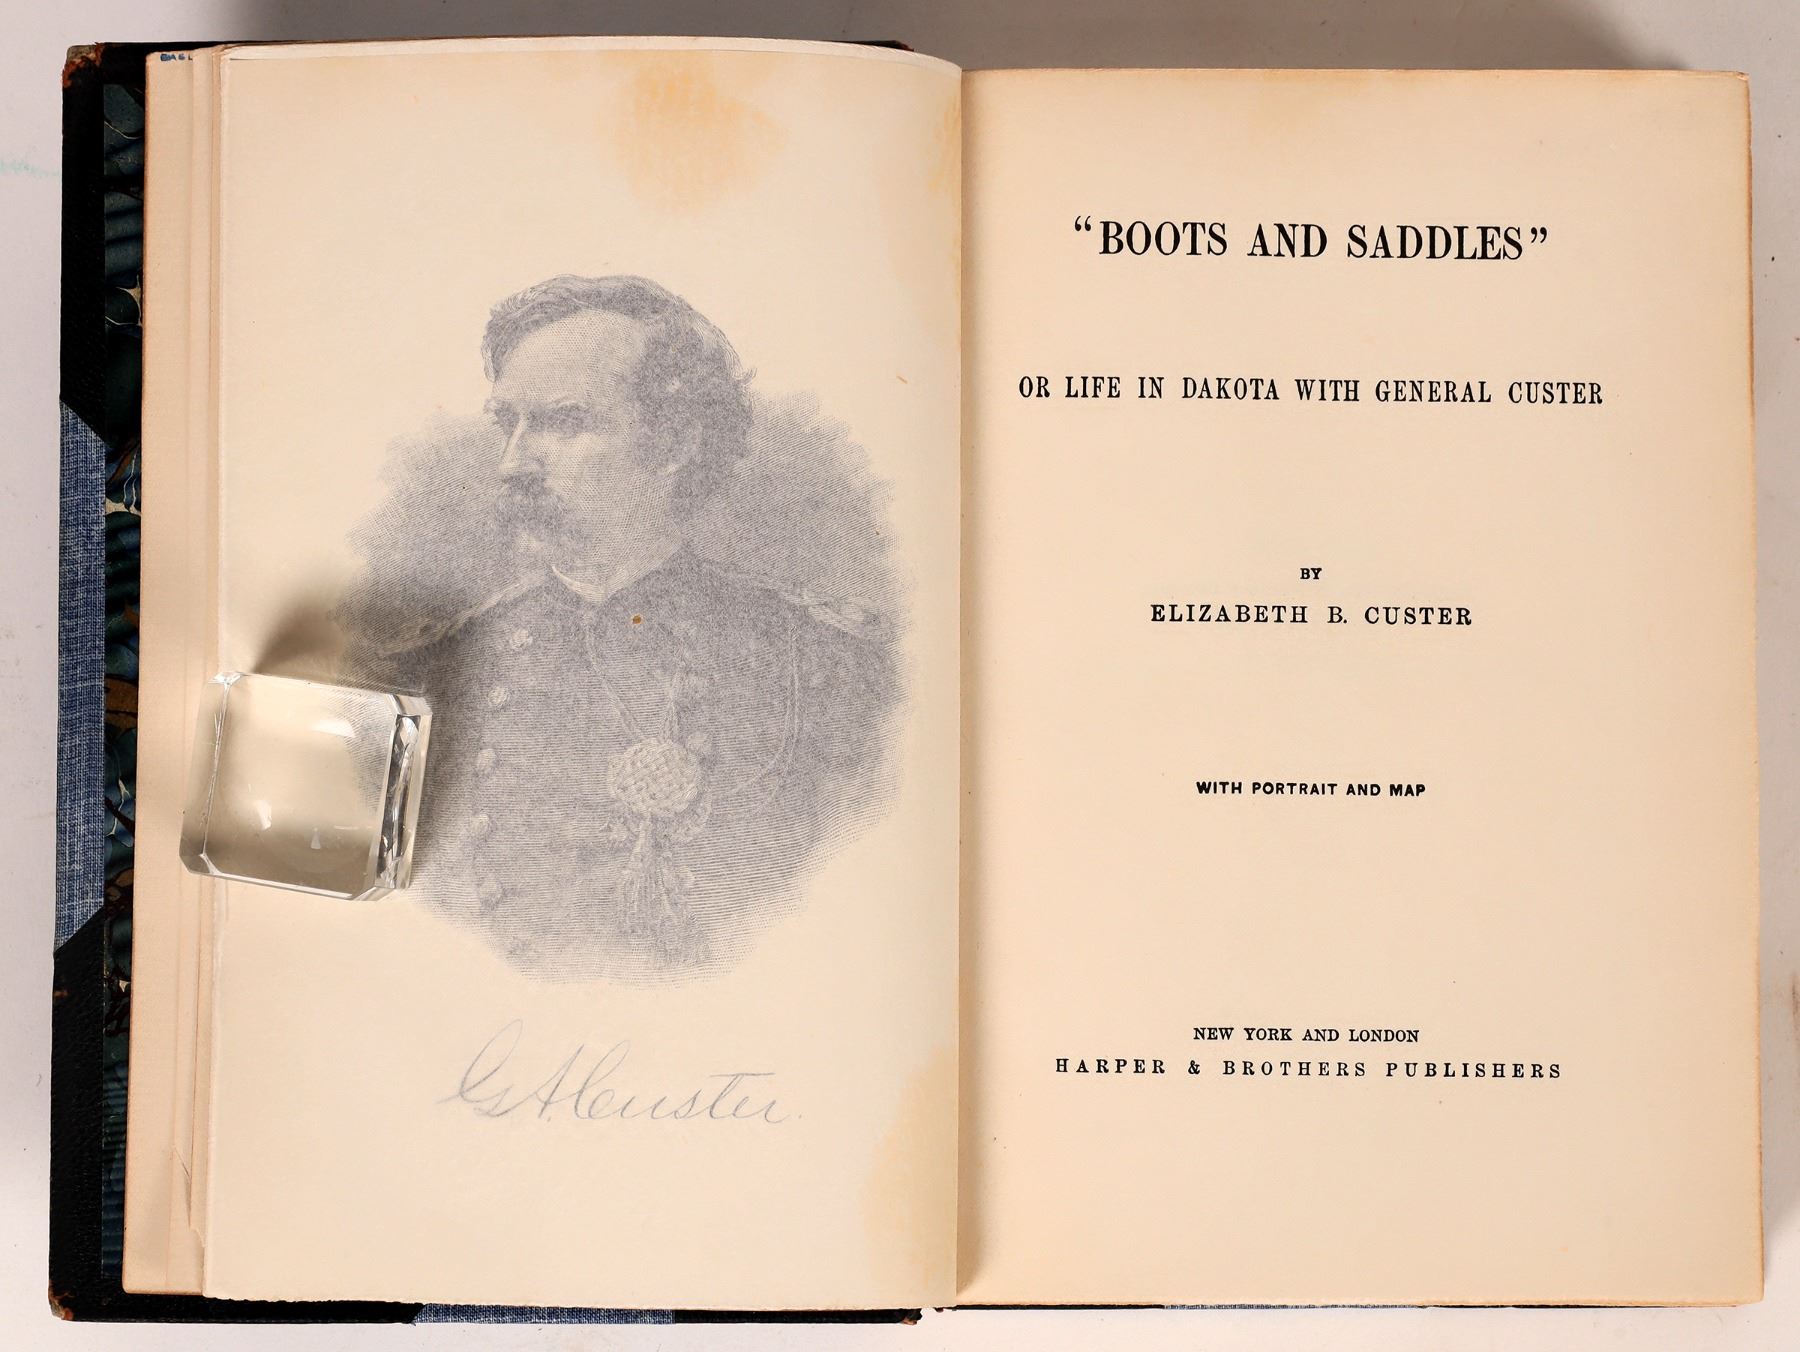 G A Custer.
"BOOTS AND SADDLES"
OR LIFE IN DAKOTA WITH GENERAL CUSTER
BY
ELIZABETH B. CUSTER
WITH PORTRAIT AND MAP
NEW YORK AND LONDON
HARPER & BROTHERS PUBLISHERS